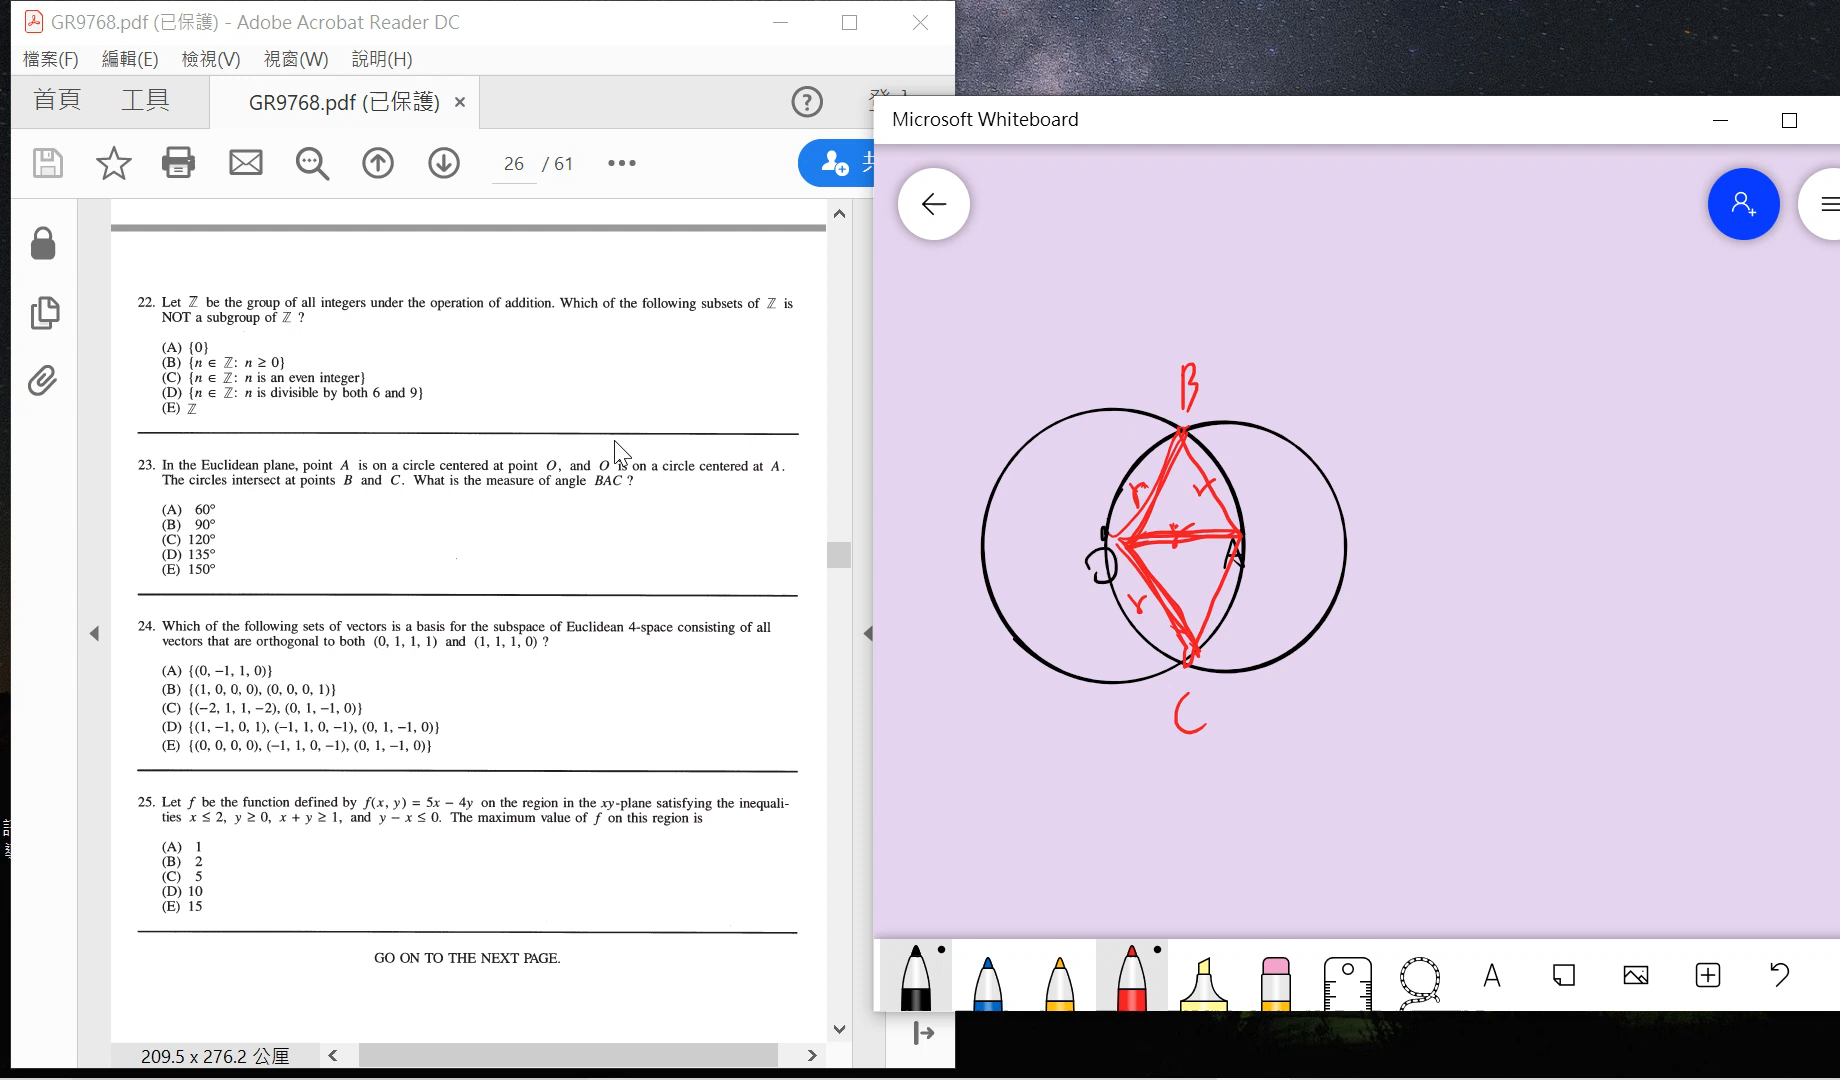 GR9768.pdf (已保護) - Adobe Acrobat Reader DC
檔案(F) 編輯(E) 檢視(V) 視窗(W) 說明(H)
首頁 工具 GR9768.pdf (已保護) ×
26 / 61
22. Let ℤ be the group of all integers under the operation of addition. Which of the following subsets of ℤ is
NOT a subgroup of ℤ ?
(A) {0}
(B) {n ∈ ℤ: n ≥ 0}
(C) {n ∈ ℤ: n is an even integer}
(D) {n ∈ ℤ: n is divisible by both 6 and 9}
(E) ℤ
23. In the Euclidean plane, point A is on a circle centered at point O, and O is on a circle centered at A.
The circles intersect at points B and C. What is the measure of angle BAC ?
(A) 60°
(B) 90°
(C) 120°
(D) 135°
(E) 150°
24. Which of the following sets of vectors is a basis for the subspace of Euclidean 4-space consisting of all
vectors that are orthogonal to both (0, 1, 1, 1) and (1, 1, 1, 0) ?
(A) {(0, −1, 1, 0)}
(B) {(1, 0, 0, 0), (0, 0, 0, 1)}
(C) {(−2, 1, 1, −2), (0, 1, −1, 0)}
(D) {(1, −1, 0, 1), (−1, 1, 0, −1), (0, 1, −1, 0)}
(E) {(0, 0, 0, 0), (−1, 1, 0, −1), (0, 1, −1, 0)}
25. Let f be the function defined by f(x, y) = 5x − 4y on the region in the xy-plane satisfying the inequali-
ties x ≤ 2, y ≥ 0, x + y ≥ 1, and y − x ≤ 0. The maximum value of f on this region is
(A) 1
(B) 2
(C) 5
(D) 10
(E) 15
GO ON TO THE NEXT PAGE.
209.5 x 276.2 公厘
Microsoft Whiteboard
B
r r
r
O A
r
C